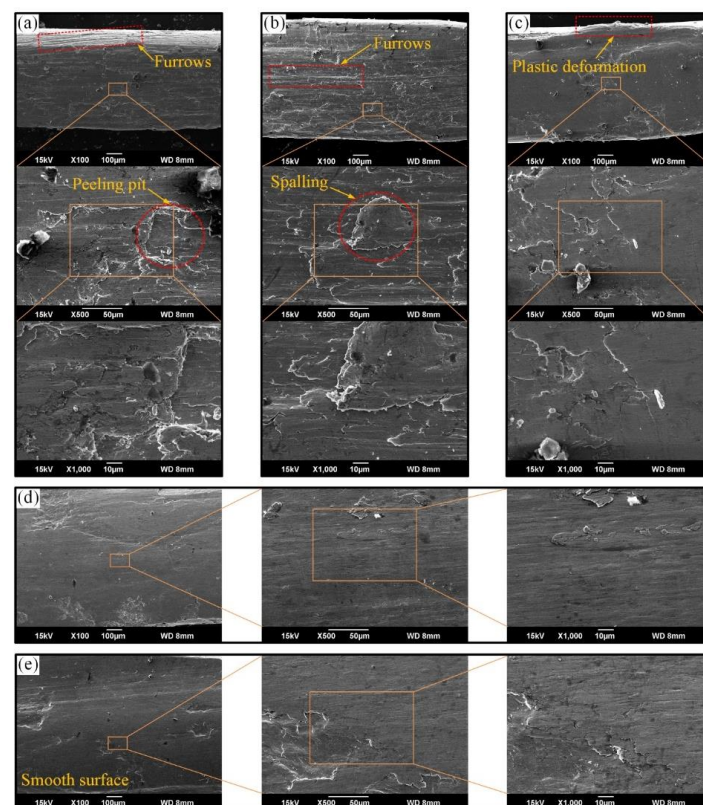 (a)
Furrows
15kV X100 100μm WD 8mm
Peeling pit
15kV X500 50μm WD 8mm
15kV X1,000 10μm WD 8mm
(b)
Furrows
15kV X100 100μm WD 8mm
Spalling
15kV X500 50μm WD 8mm
15kV X1,000 10μm WD 8mm
(c)
Plastic deformation
15kV X100 100μm WD 8mm
15kV X500 50μm WD 8mm
15kV X1,000 10μm WD 8mm
(d)
15kV X100 100μm WD 8mm
15kV X500 50μm WD 8mm
15kV X1,000 10μm WD 8mm
(e)
Smooth surface
15kV X100 100μm WD 8mm
15kV X500 50μm WD 8mm
15kV X1,000 10μm WD 8mm